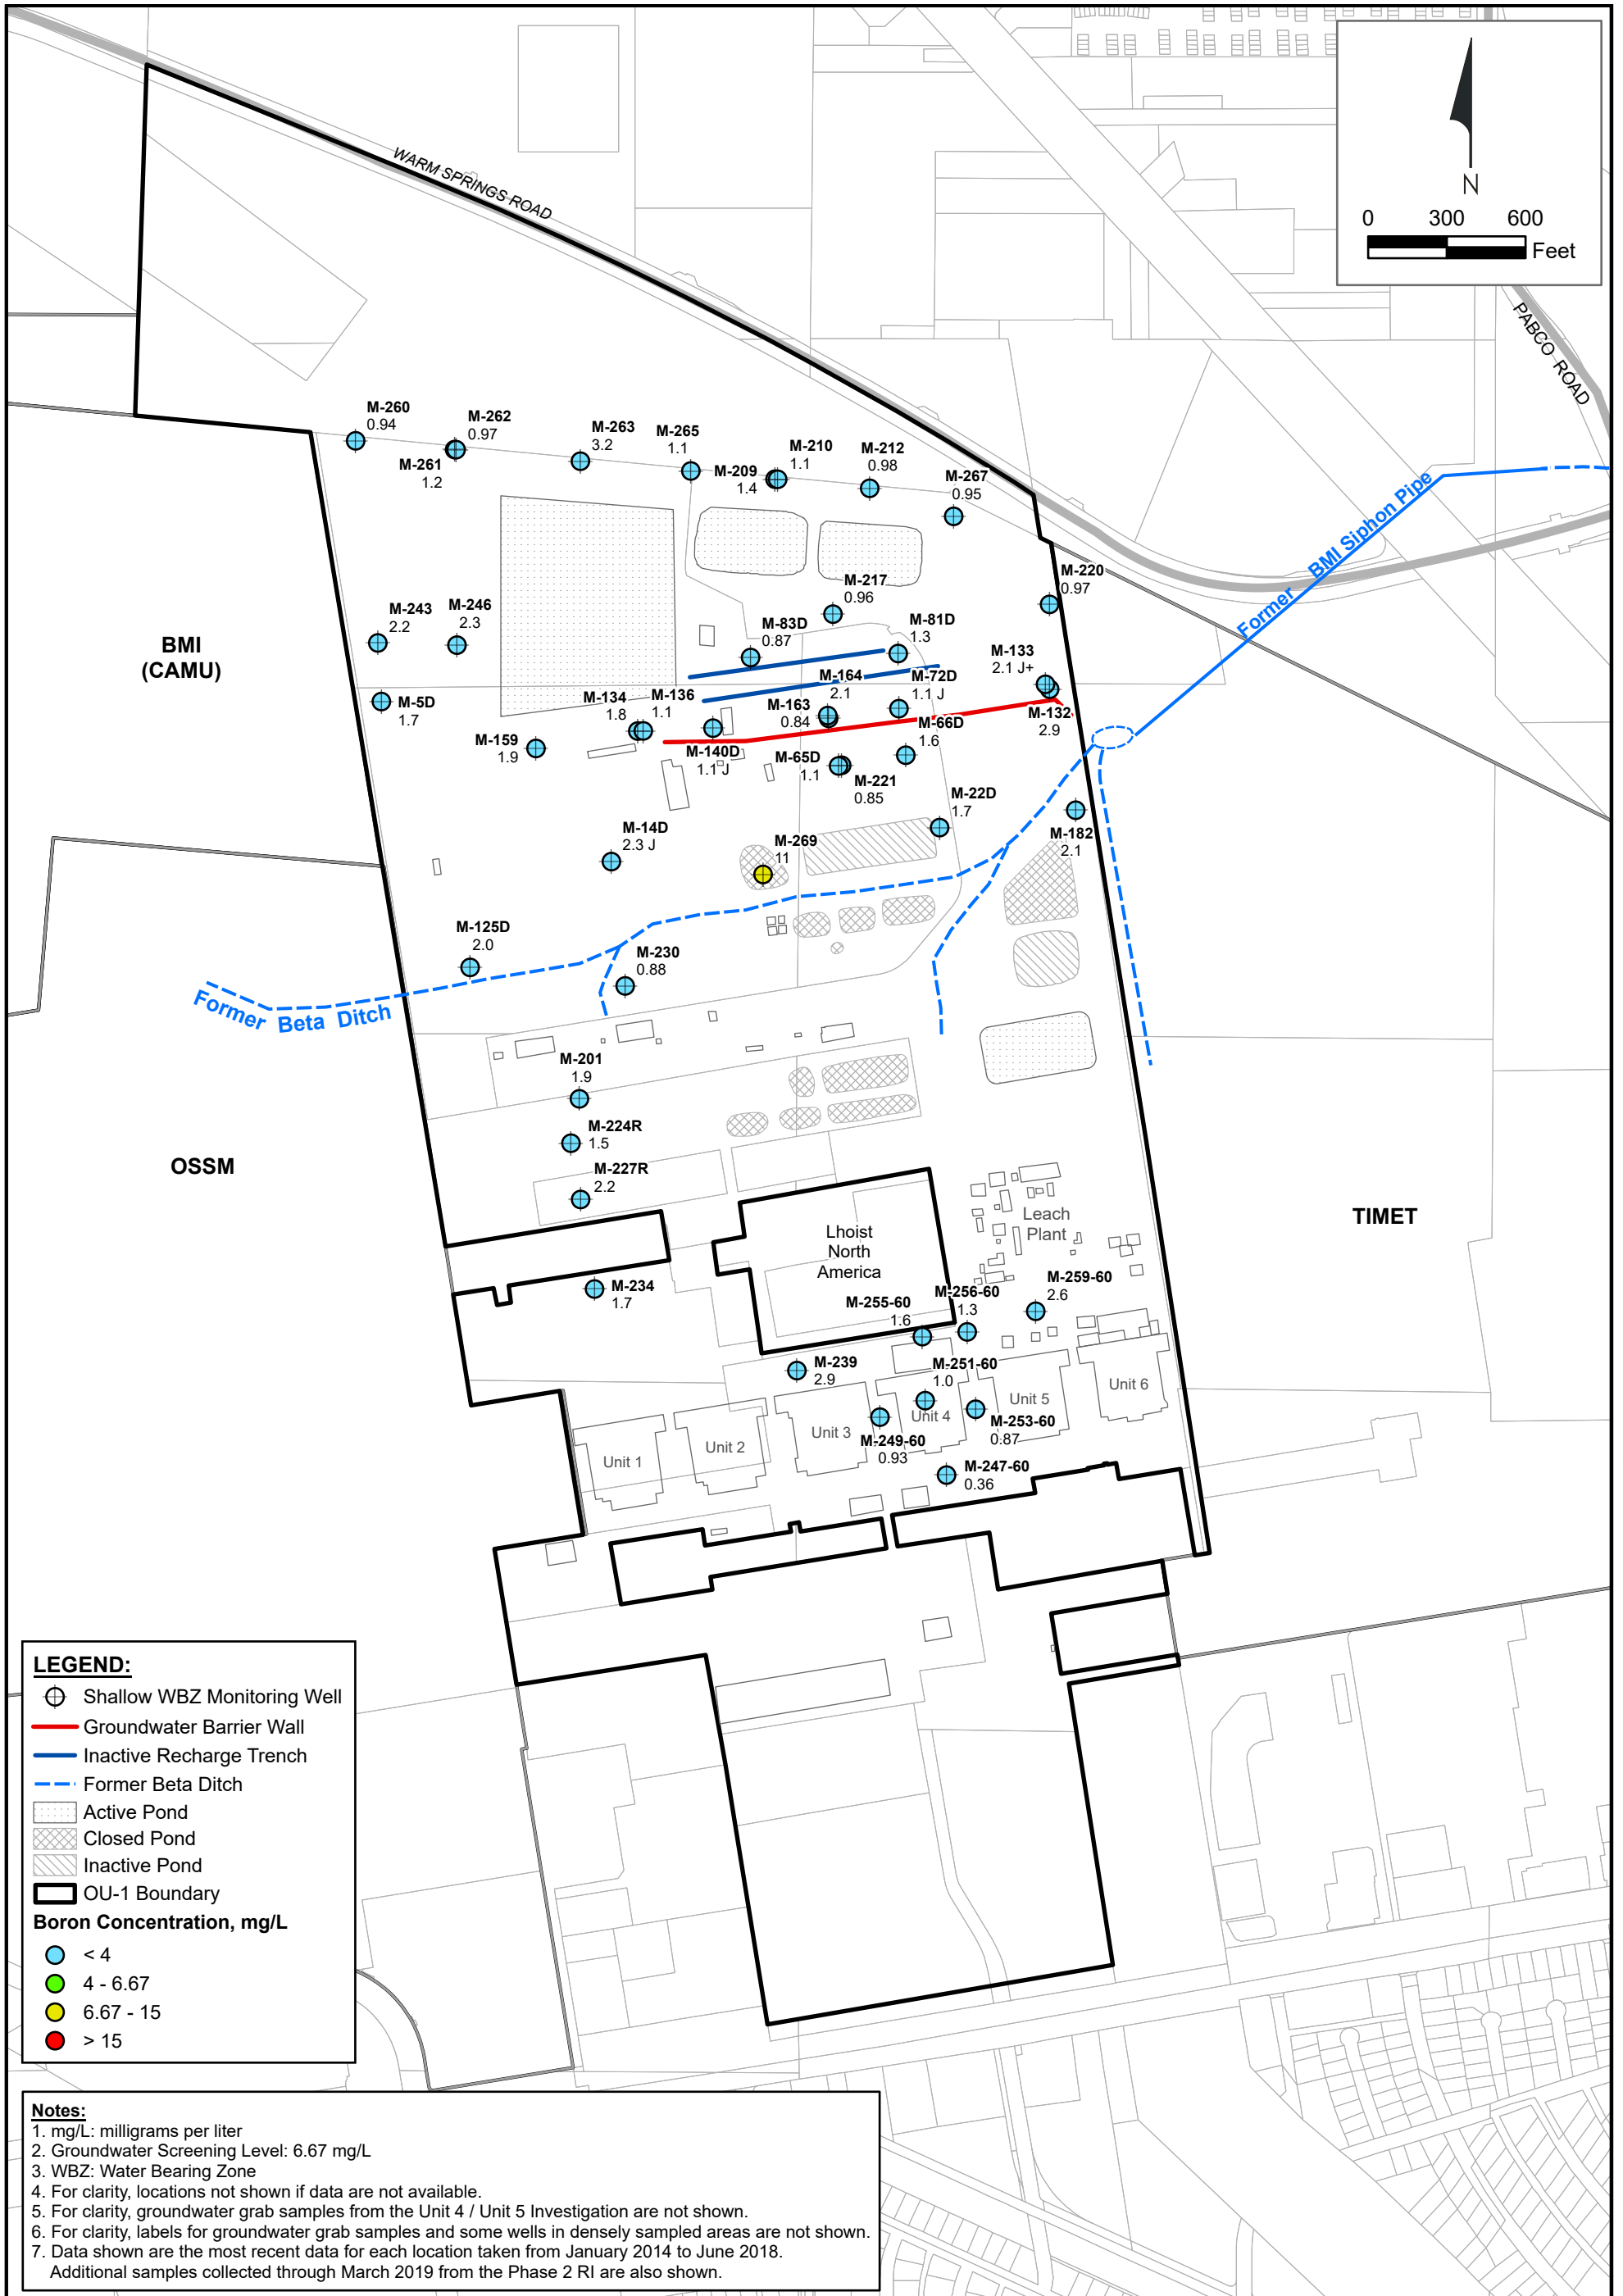 WARM SPRINGS ROAD
N
0 300 600
Feet
PABCO ROAD
M-260
0.94
M-262
0.97
M-261
1.2
M-263
3.2
M-265
1.1
M-209
1.4
M-210
1.1
M-212
0.98
M-267
0.95
Former BMI Siphon Pipe
M-220
0.97
M-217
0.96
M-243
2.2
M-246
2.3
M-83D
0.87
M-81D
1.3
BMI
(CAMU)
M-133
2.1 J+
M-164
2.1
M-72D
1.1 J
M-5D
1.7
M-134
1.8
M-136
1.1
M-163
0.84
M-132
2.9
M-159
1.9
M-140D
1.1 J
M-66D
1.6
M-65D
1.1
M-221
0.85
M-22D
1.7
M-182
2.1
M-14D
2.3 J
M-269
11
M-125D
2.0
M-230
0.88
Former Beta Ditch
M-201
1.9
M-224R
1.5
OSSM
M-227R
2.2
TIMET
Leach
Plant
Lhoist
North
America
M-234
1.7
M-259-60
2.6
M-256-60
1.3
M-255-60
1.6
M-239
2.9
M-251-60
1.0
Unit 6
Unit 5
Unit 4
M-253-60
0.87
Unit 3
M-249-60
0.93
Unit 2
Unit 1
M-247-60
0.36
LEGEND:
Shallow WBZ Monitoring Well
Groundwater Barrier Wall
Inactive Recharge Trench
Former Beta Ditch
Active Pond
Closed Pond
Inactive Pond
OU-1 Boundary
Boron Concentration, mg/L
< 4
4 - 6.67
6.67 - 15
> 15
Notes:
1. mg/L: milligrams per liter
2. Groundwater Screening Level: 6.67 mg/L
3. WBZ: Water Bearing Zone
4. For clarity, locations not shown if data are not available.
5. For clarity, groundwater grab samples from the Unit 4 / Unit 5 Investigation are not shown.
6. For clarity, labels for groundwater grab samples and some wells in densely sampled areas are not shown.
7. Data shown are the most recent data for each location taken from January 2014 to June 2018.
Additional samples collected through March 2019 from the Phase 2 RI are also shown.